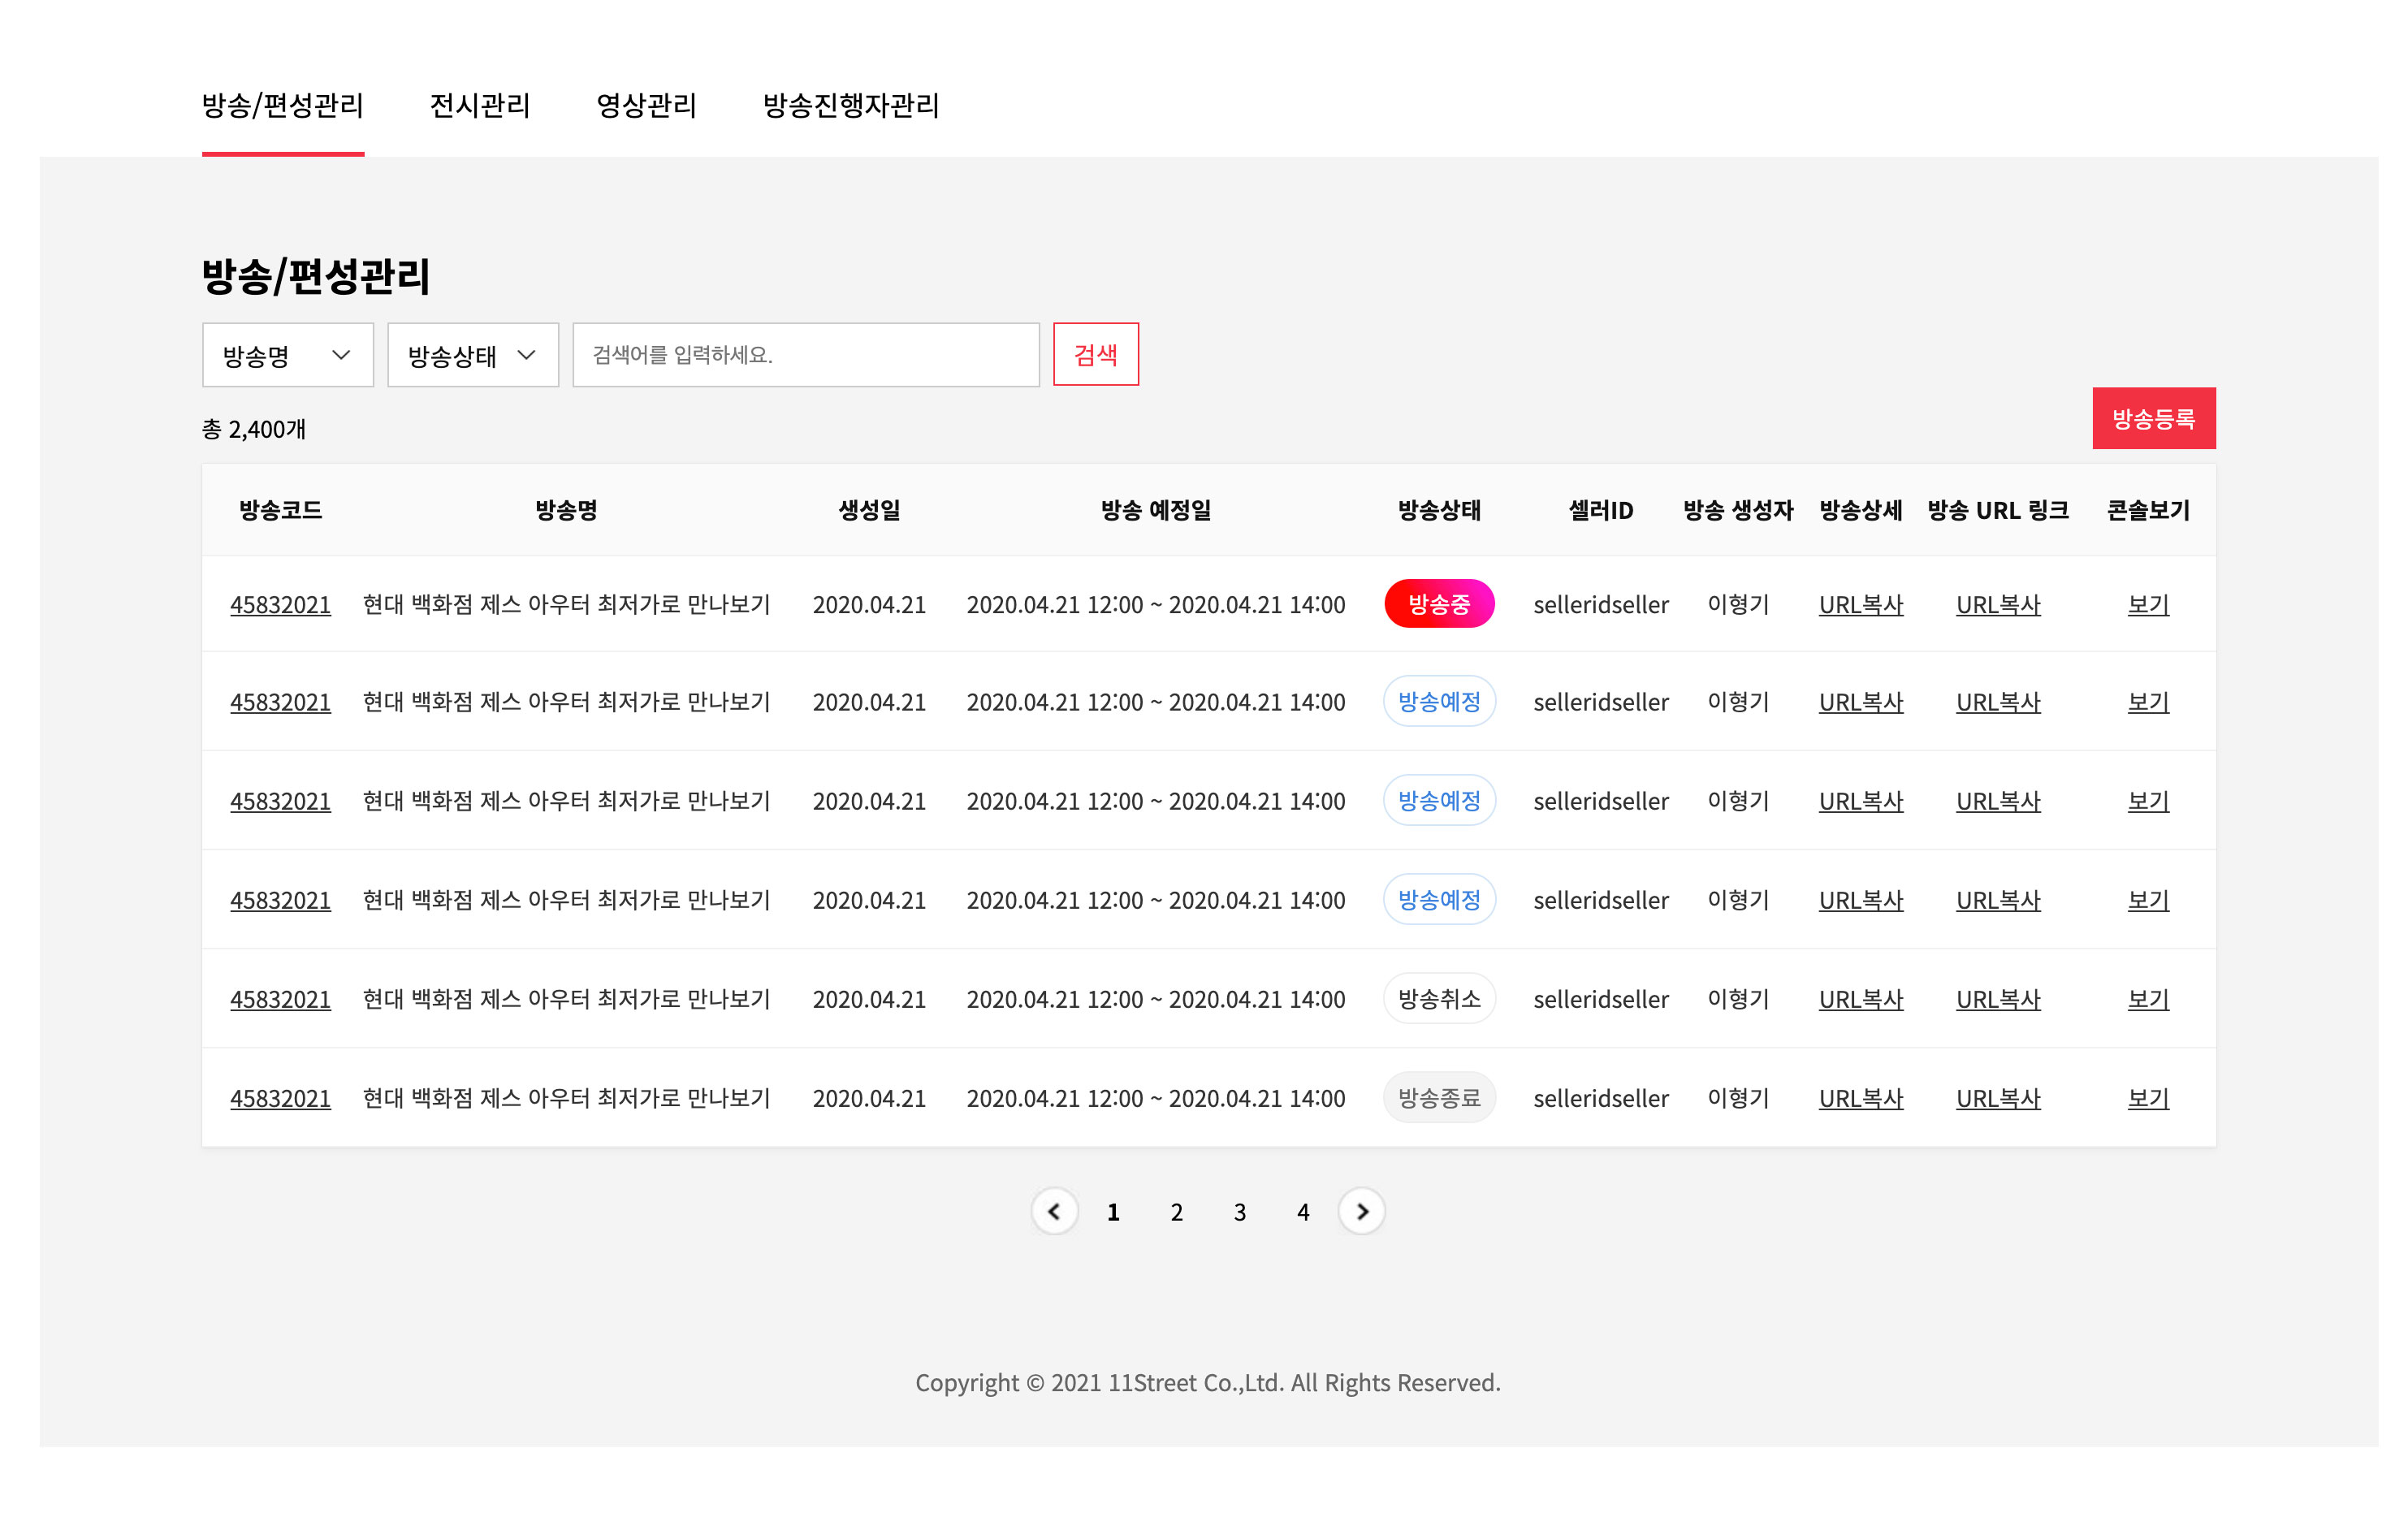 방송/편성관리 전시관리 영상관리 방송진행자관리
방송/편성관리
방송명 방송상태 검색어를 입력하세요. 검색
총 2,400개 방송등록
방송코드 방송명 생성일 방송 예정일 방송상태 셀러ID 방송 생성자 방송상세 방송 URL 링크 콘솔보기
45832021 현대 백화점 제스 아우터 최저가로 만나보기 2020.04.21 2020.04.21 12:00 ~ 2020.04.21 14:00 방송중 selleridseller 이형기 URL복사 URL복사 보기
45832021 현대 백화점 제스 아우터 최저가로 만나보기 2020.04.21 2020.04.21 12:00 ~ 2020.04.21 14:00 방송예정 selleridseller 이형기 URL복사 URL복사 보기
45832021 현대 백화점 제스 아우터 최저가로 만나보기 2020.04.21 2020.04.21 12:00 ~ 2020.04.21 14:00 방송예정 selleridseller 이형기 URL복사 URL복사 보기
45832021 현대 백화점 제스 아우터 최저가로 만나보기 2020.04.21 2020.04.21 12:00 ~ 2020.04.21 14:00 방송예정 selleridseller 이형기 URL복사 URL복사 보기
45832021 현대 백화점 제스 아우터 최저가로 만나보기 2020.04.21 2020.04.21 12:00 ~ 2020.04.21 14:00 방송취소 selleridseller 이형기 URL복사 URL복사 보기
45832021 현대 백화점 제스 아우터 최저가로 만나보기 2020.04.21 2020.04.21 12:00 ~ 2020.04.21 14:00 방송종료 selleridseller 이형기 URL복사 URL복사 보기
1 2 3 4
Copyright © 2021 11Street Co.,Ltd. All Rights Reserved.